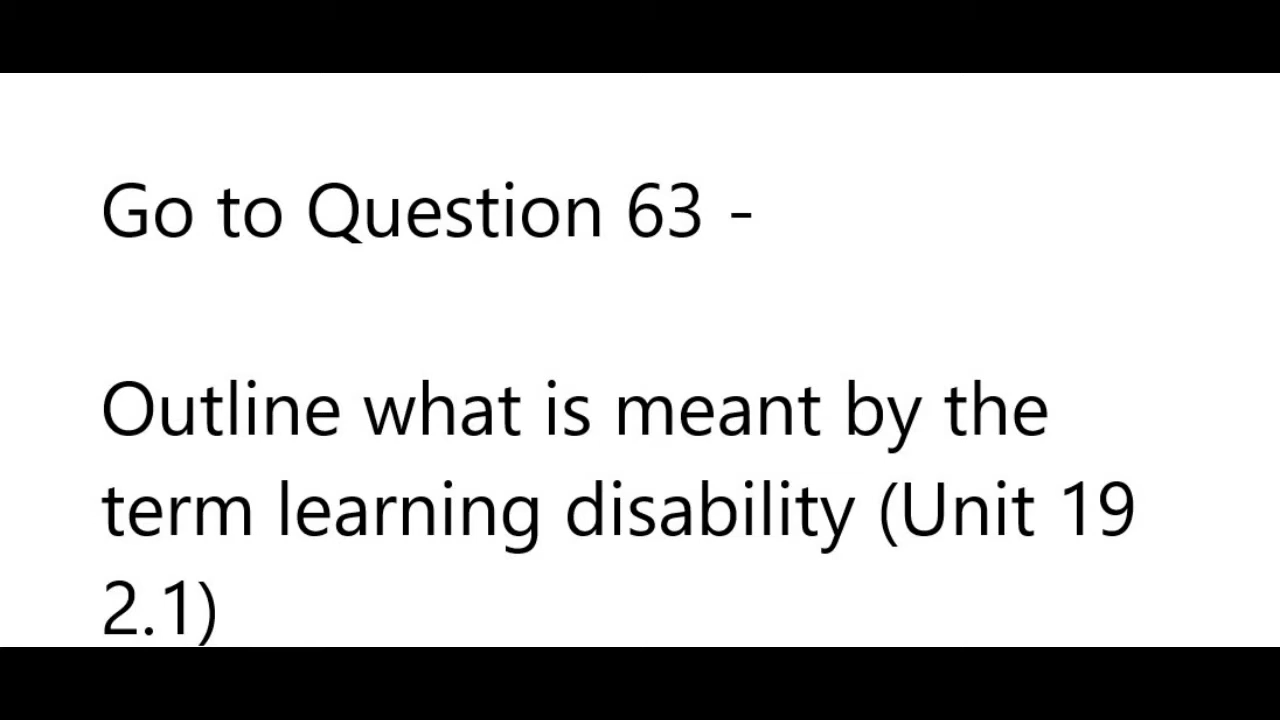 Go to Question 63 -
Outline what is meant by the
term learning disability (Unit 19
2.1)